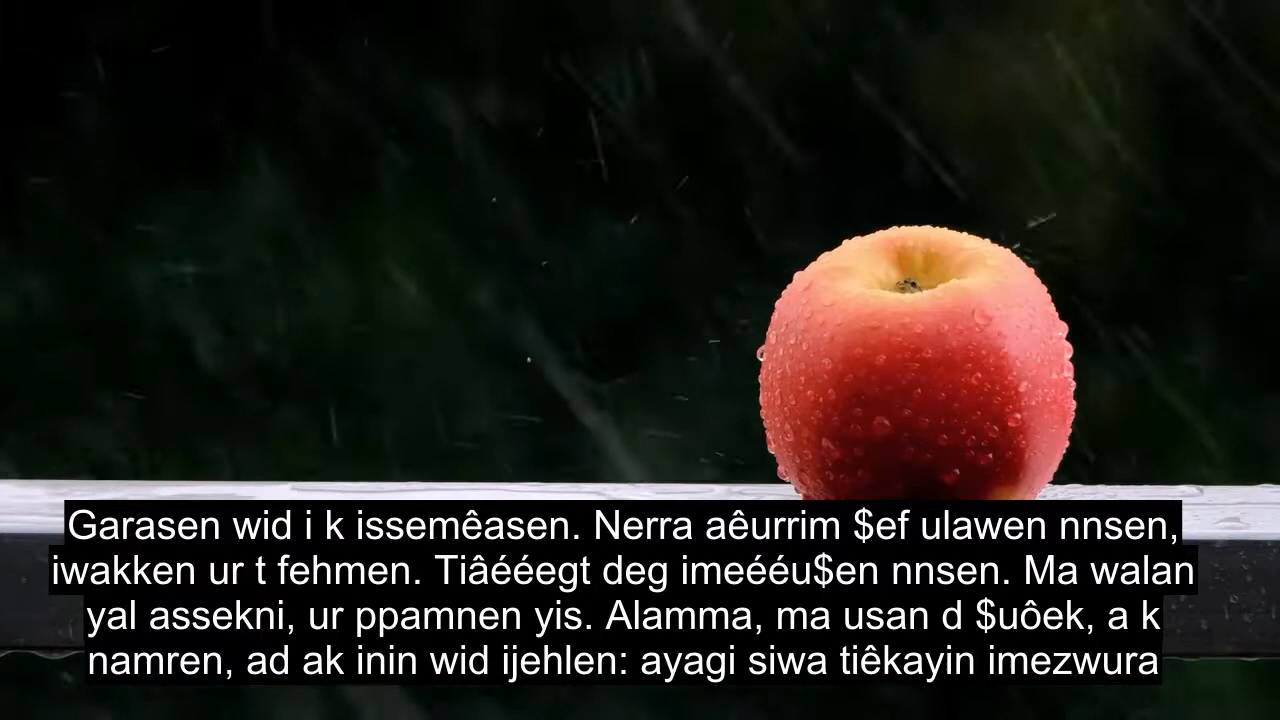 Garasen wid i k issemêasen. Nerra aêurrim $ef ulawen nnsen,
iwakken ur t fehmen. Tiâééegt deg imeééu$en nnsen. Ma walan
yal assekni, ur ppamnen yis. Alamma, ma usan d $uôek, a k
namren, ad ak inin wid ijehlen: ayagi siwa tiêkayin imezwura